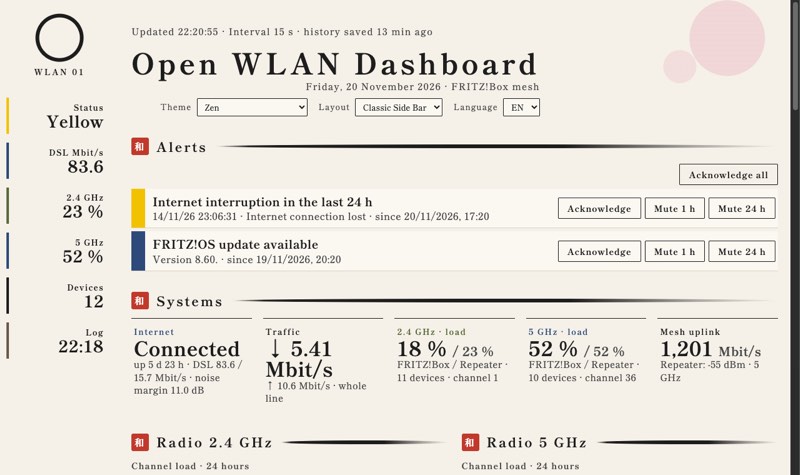 WLAN 01
Status
Yellow
DSL Mbit/s
83.6
2.4 GHz
23 %
5 GHz
52 %
Devices
12
Log
22:18
Updated 22:20:55 · Interval 15 s · history saved 13 min ago
Open WLAN Dashboard
Friday, 20 November 2026 · FRITZ!Box mesh
Theme Zen Layout Classic Side Bar Language EN
和 Alerts
Acknowledge all
Internet interruption in the last 24 h
14/11/26 23:06:31 · Internet connection lost · since 20/11/2026, 17:20
Acknowledge Mute 1 h Mute 24 h
FRITZ!OS update available
Version 8.60. · since 19/11/2026, 20:20
Acknowledge Mute 1 h Mute 24 h
和 Systems
Internet
Connected
up 5 d 23 h · DSL 83.6 /
15.7 Mbit/s · noise
margin 11.0 dB
Traffic
↓ 5.41
Mbit/s
↑ 10.6 Mbit/s · whole
line
2.4 GHz · load
18 % / 23 %
FRITZ!Box / Repeater ·
11 devices · channel 1
5 GHz · load
52 % / 52 %
FRITZ!Box / Repeater ·
10 devices · channel 36
Mesh uplink
1,201 Mbit/s
Repeater: -55 dBm · 5
GHz
和 Radio 2.4 GHz
Channel load · 24 hours
和 Radio 5 GHz
Channel load · 24 hours